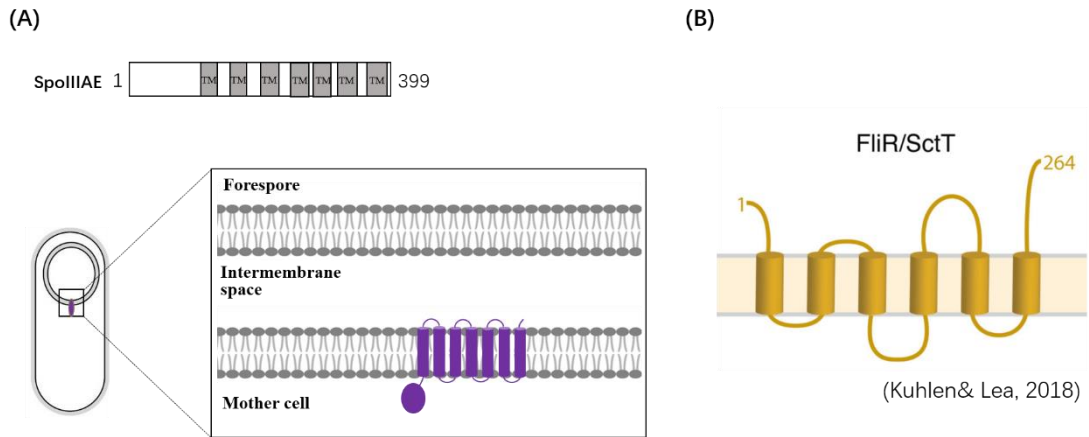 (A)
SpoIIIAE 1 TM TM TM TM TM TM TM 399
Forespore
Intermembrane
space
Mother cell
(B)
FliR/SctT
1
264
(Kuhlen& Lea, 2018)